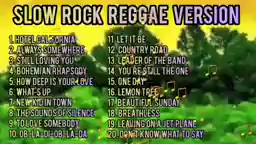 SLOW ROCK REGGAE VERSION
1. HOTEL CALIFORNIA
2. ALWAYS SOMEWHERE
3. STILL LOVING YOU
4. BOHEMIAN RHAPSODY
5. HOW DEEP IS YOUR LOVE
6. WHAT'S UP
7. NEW KID IN TOWN
8. THE SOUNDS OF SILENCE
9. TO LOVE SOMEBODY
10. OB-LA-DI-OB-LA-DA
11. LET IT BE
12. COUNTRY ROAD
13. LEADER OF THE BAND
14. YOU'RE STILL THE ONE
15. ONE DAY
16. LEMON TREE
17. BEAUTIFUL SUNDAY
18. BREATHLESS
19. LEAVING ON A JET PLANE
20. DON'T KNOW WHAT TO SAY